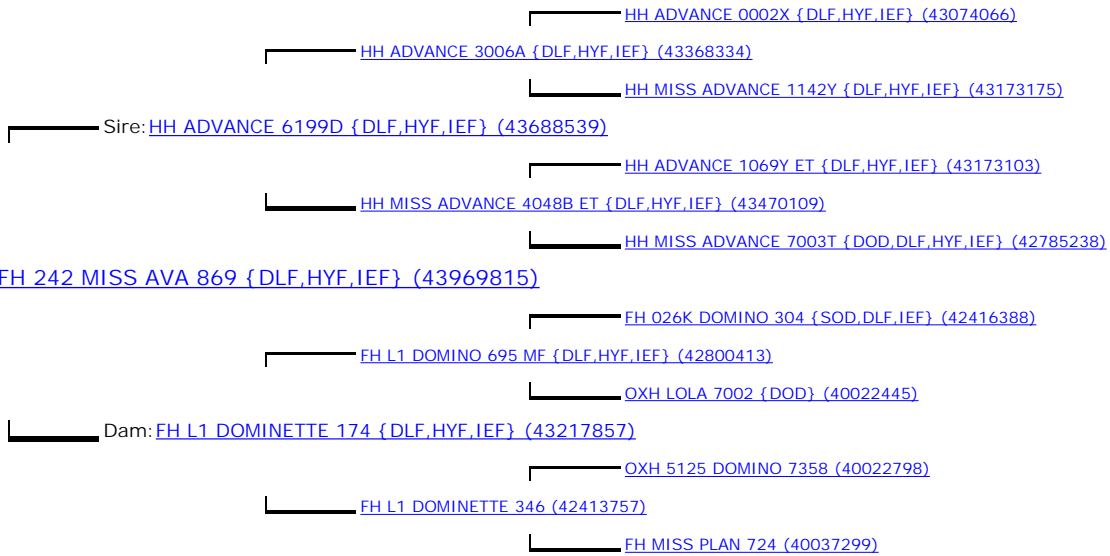 HH ADVANCE 0002X {DLF,HYF,IEF} (43074066)
HH ADVANCE 3006A {DLF,HYF,IEF} (43368334)
HH MISS ADVANCE 1142Y {DLF,HYF,IEF} (43173175)
Sire: HH ADVANCE 6199D {DLF,HYF,IEF} (43688539)
HH ADVANCE 1069Y ET {DLF,HYF,IEF} (43173103)
HH MISS ADVANCE 4048B ET {DLF,HYF,IEF} (43470109)
HH MISS ADVANCE 7003T {DOD,DLF,HYF,IEF} (42785238)
FH 242 MISS AVA 869 {DLF,HYF,IEF} (43969815)
FH 026K DOMINO 304 {SOD,DLF,IEF} (42416388)
FH L1 DOMINO 695 MF {DLF,HYF,IEF} (42800413)
OXH LOLA 7002 {DOD} (40022445)
Dam: FH L1 DOMINETTE 174 {DLF,HYF,IEF} (43217857)
OXH 5125 DOMINO 7358 (40022798)
FH L1 DOMINETTE 346 (42413757)
FH MISS PLAN 724 (40037299)